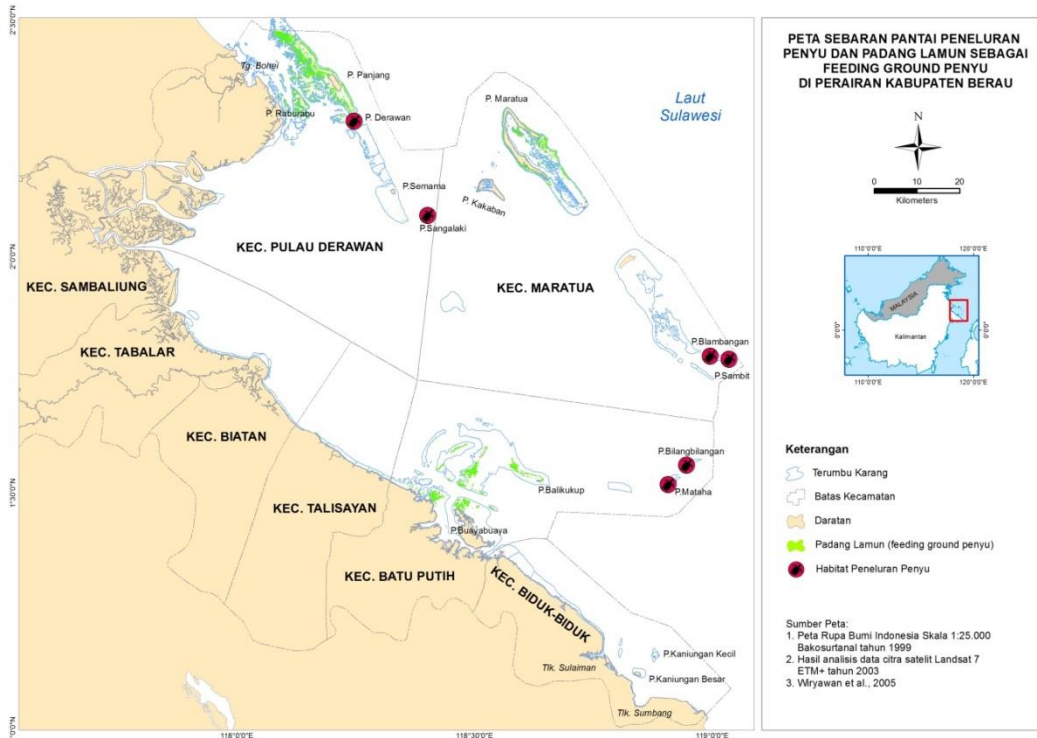 2°30'0"N
Tg. Bohei
P. Panjang
P. Raburabu
P. Derawan
P. Maratua
Laut
Sulawesi
P.Semama
P. Kakaban
P.Sangalaki
2°0'0"N
KEC. PULAU DERAWAN
KEC. SAMBALIUNG
KEC. MARATUA
KEC. TABALAR
P.Blambangan
P.Sambit
KEC. BIATAN
P.Bilangbilangan
P.Mataha
P.Balikukup
1°30'0"N
KEC. TALISAYAN
P.Buayabuaya
KEC. BATU PUTIH
KEC. BIDUK-BIDUK
P.Kaniungan Kecil
Tlk. Sulaiman
P.Kaniungan Besar
Tlk. Sumbang
118°0'0"E
118°30'0"E
119°0'0"E
PETA SEBARAN PANTAI PENELURAN
PENYU DAN PADANG LAMUN SEBAGAI
FEEDING GROUND PENYU
DI PERAIRAN KABUPATEN BERAU
N
0 10 20
Kilometers
110°0'0"E 120°0'0"E
MALAYSIA
0°0'0"
Kalimantan
0°0'0"
110°0'0"E 120°0'0"E
Keterangan
Terumbu Karang
Batas Kecamatan
Daratan
Padang Lamun (feeding ground penyu)
Habitat Peneluran Penyu
Sumber Peta:
1. Peta Rupa Bumi Indonesia Skala 1:25.000
Bakosurtanal tahun 1999
2. Hasil analisis data citra satelit Landsat 7
ETM+ tahun 2003
3. Wiryawan et al., 2005